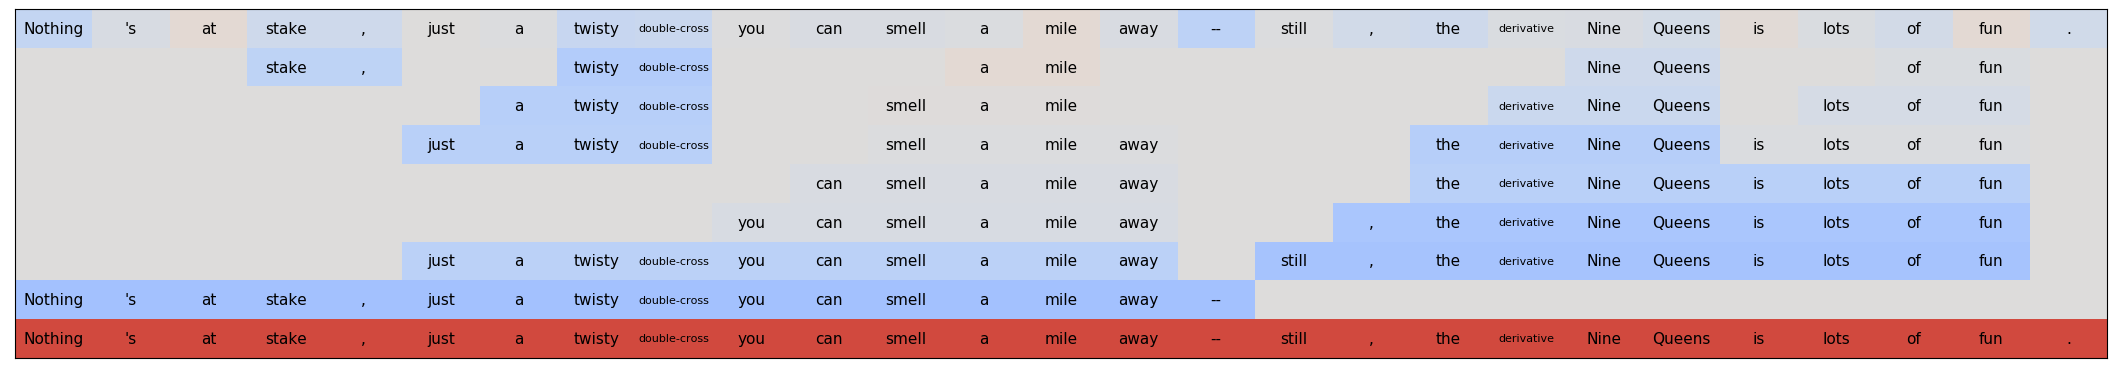 Nothing 's at stake , just a twisty double-cross you can smell a mile away -- still , the derivative Nine Queens is lots of fun .
stake , twisty double-cross a mile Nine Queens of fun
a twisty double-cross smell a mile derivative Nine Queens lots of fun
just a twisty double-cross smell a mile away the derivative Nine Queens is lots of fun
can smell a mile away the derivative Nine Queens is lots of fun
you can smell a mile away , the derivative Nine Queens is lots of fun
just a twisty double-cross you can smell a mile away still , the derivative Nine Queens is lots of fun
Nothing 's at stake , just a twisty double-cross you can smell a mile away --
Nothing 's at stake , just a twisty double-cross you can smell a mile away -- still , the derivative Nine Queens is lots of fun .